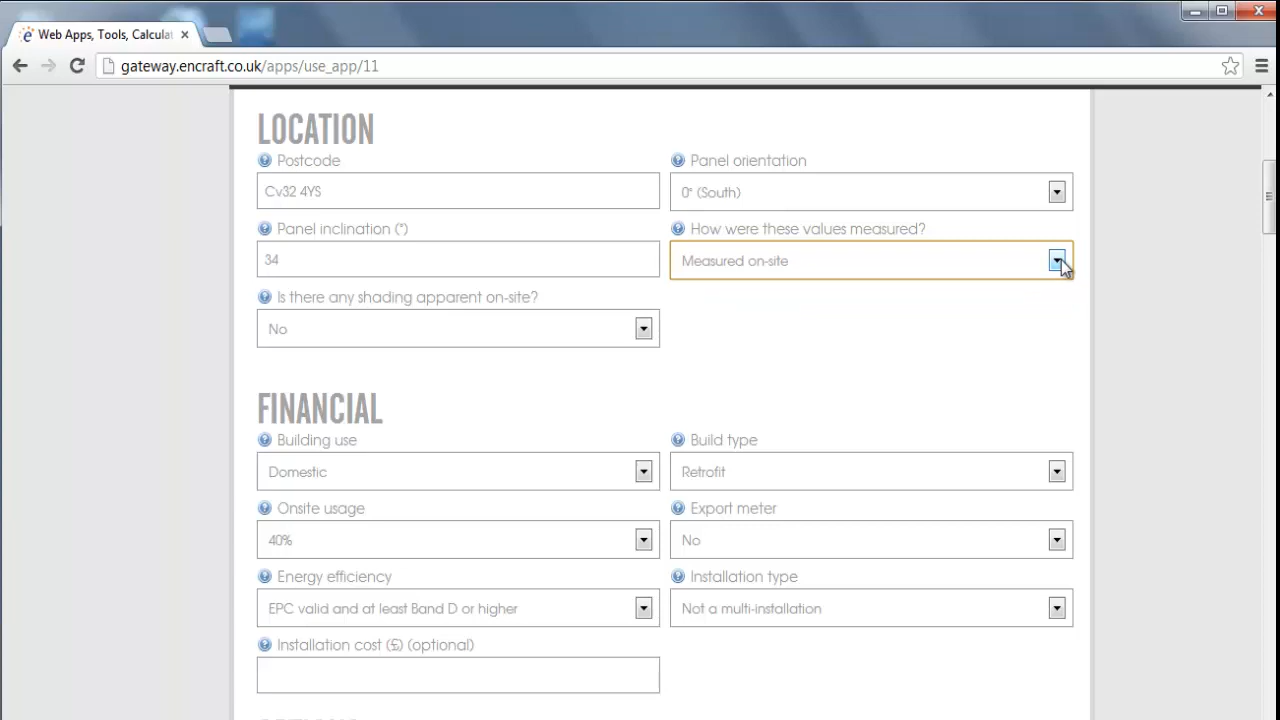 Web Apps, Tools, Calculat
gateway.encraft.co.uk/apps/use_app/11
LOCATION
Postcode
Panel orientation
Cv32 4YS
0° (South)
Panel inclination (°)
How were these values measured?
34
Measured on-site
Is there any shading apparent on-site?
No
FINANCIAL
Building use
Build type
Domestic
Retrofit
Onsite usage
Export meter
40%
No
Energy efficiency
Installation type
EPC valid and at least Band D or higher
Not a multi-installation
Installation cost (£) (optional)